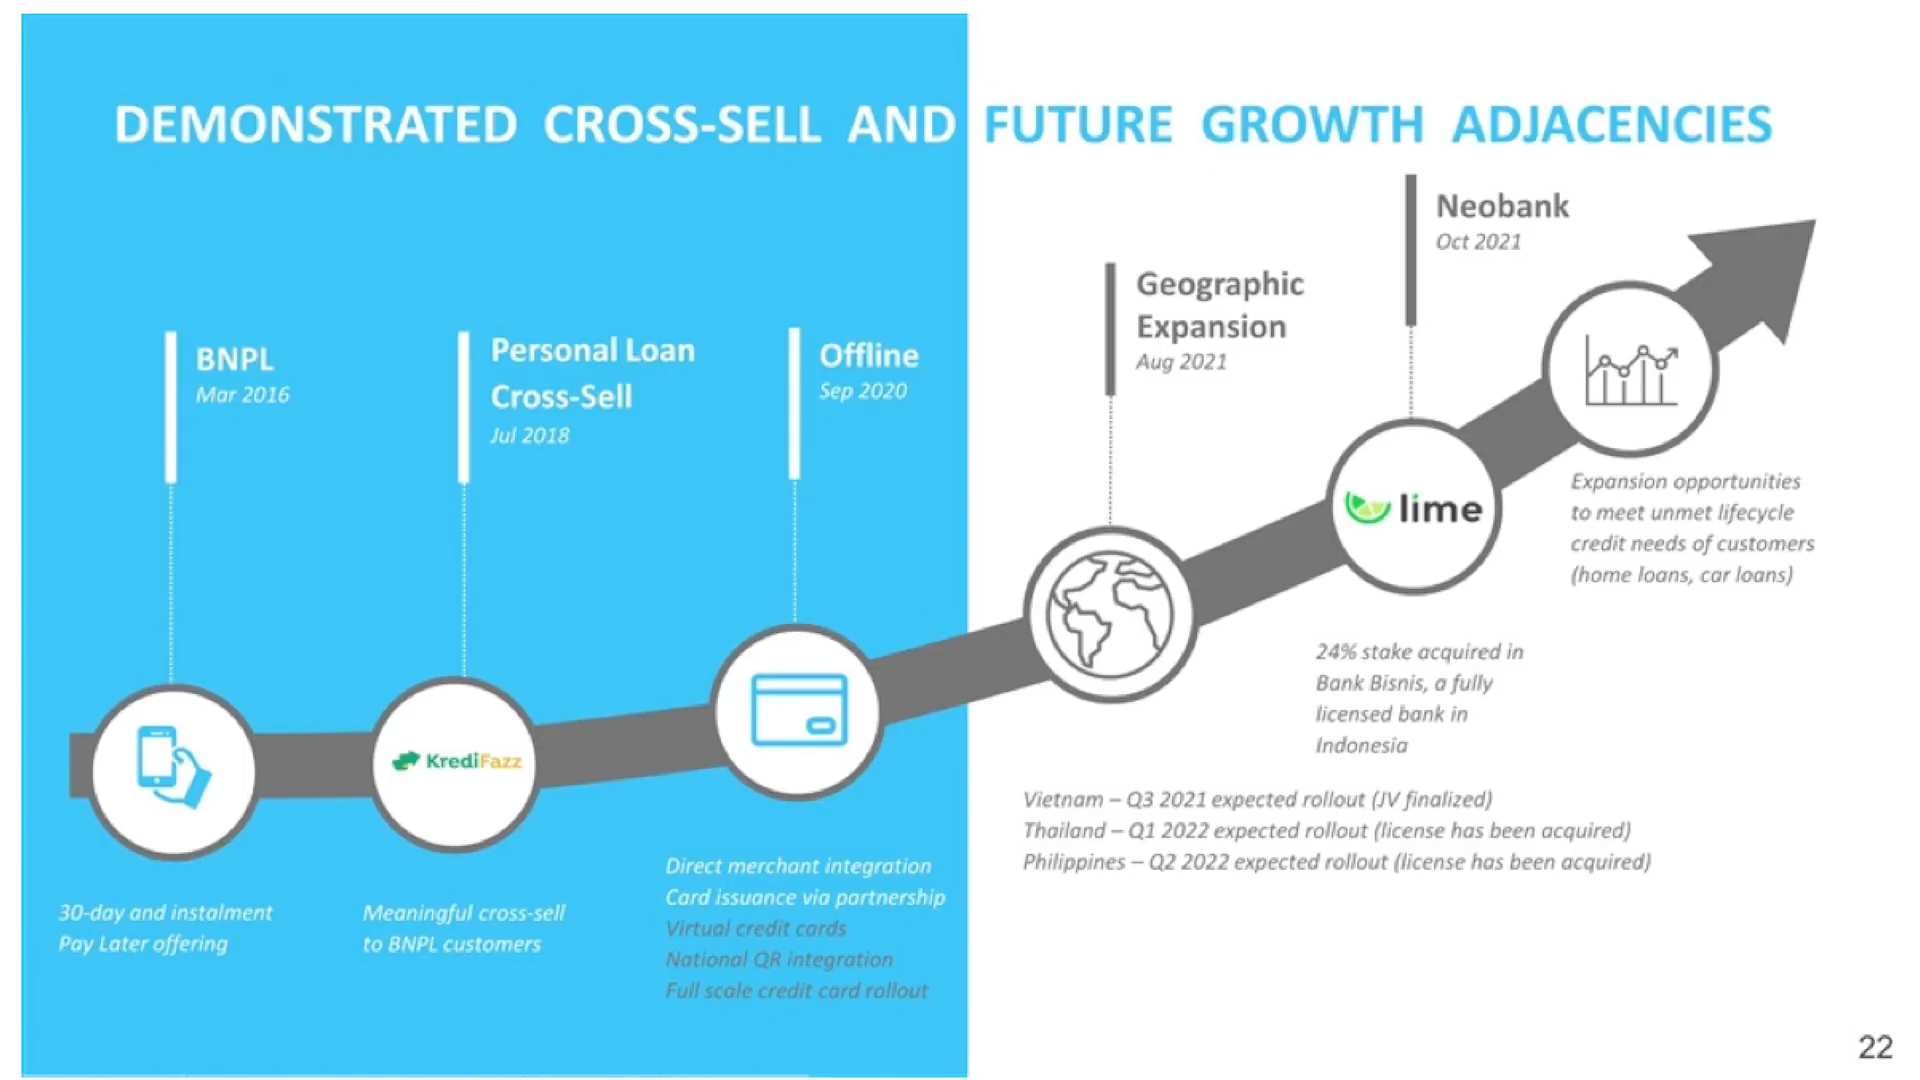 DEMONSTRATED CROSS-SELL AND FUTURE GROWTH ADJACENCIES
BNPL
Mar 2016
30-day and instalment
Pay Later offering
Personal Loan
Cross-Sell
Jul 2018
KrediFazz
Meaningful cross-sell
to BNPL customers
Offline
Sep 2020
Direct merchant integration
Card issuance via partnership
Virtual credit cards
National QR integration
Full scale credit card rollout
Geographic
Expansion
Aug 2021
Vietnam – Q3 2021 expected rollout (JV finalized)
Thailand – Q1 2022 expected rollout (license has been acquired)
Philippines – Q2 2022 expected rollout (license has been acquired)
Neobank
Oct 2021
lime
24% stake acquired in
Bank Bisnis, a fully
licensed bank in
Indonesia
Expansion opportunities
to meet unmet lifecycle
credit needs of customers
(home loans, car loans)
22